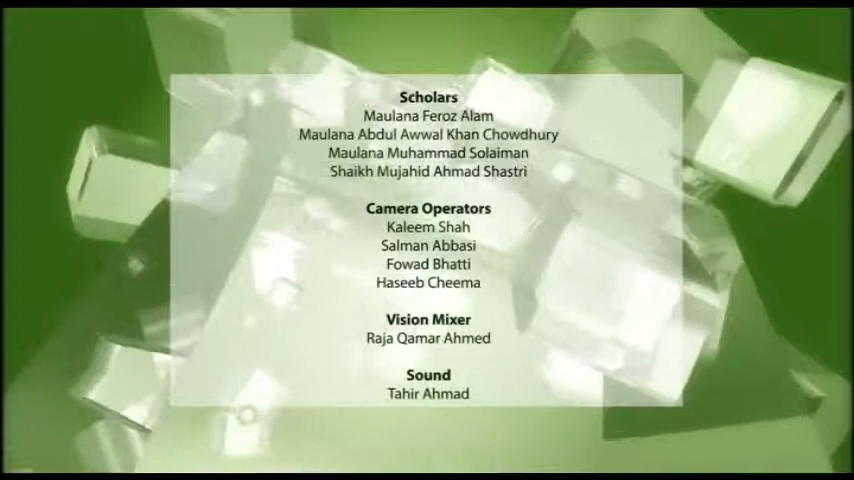 Scholars
Maulana Feroz Alam
Maulana Abdul Awwal Khan Chowdhury
Maulana Muhammad Solaiman
Shaikh Mujahid Ahmad Shastri
Camera Operators
Kaleem Shah
Salman Abbasi
Fowad Bhatti
Haseeb Cheema
Vision Mixer
Raja Qamar Ahmed
Sound
Tahir Ahmad